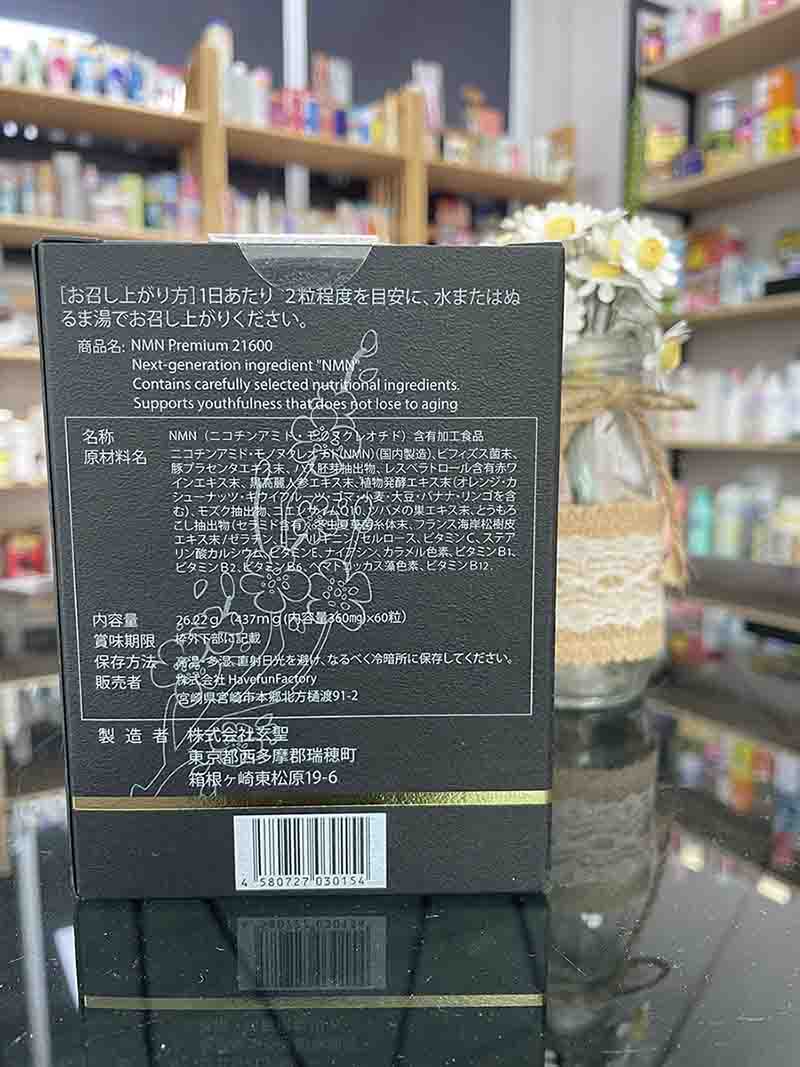 [お召し上がり方]1日あたり 2粒程度を目安に、水またはぬ
るま湯でお召し上がりください。
商品名: NMN Premium 21600
Next-generation ingredient "NMN"
Contains carefully selected nutritional ingredients.
Supports youthfulness that does not lose to aging
名称 NMN（ニコチンアミド・モノヌクレオチド）含有加工食品
原材料名 ニコチンアミド・モノヌクレオチド(NMN)(国内製造)、ビフィズス菌末、
豚プラセンタエキス末、ハス胚芽抽出物、レスベラトロール含有赤ワ
インエキス末、黒高麗人参エキス末、植物発酵エキス末(オレンジ・カ
シューナッツ・キウイフルーツ・ゴマ・小麦・大豆・バナナ・リンゴを含
む)、モズク抽出物、コエンザイムQ10、ツバメの巣エキス末、とうもろ
こし抽出物(セラミド含有)、冬虫夏草菌糸体末、フランス海岸松樹皮
エキス末/ゼラチン、L-シトルルリン、セルロース、ビタミンC、ステア
リン酸カルシウム、ビタミンE、ナイアシン、カラメル色素、ビタミンB1、
ビタミンB2、ビタミンB6、ヘマトコッカス藻色素、ビタミンB12
内容量 26.22g （437mg(内容量360mg)×60粒）
賞味期限 枠外下部に記載
保存方法 高温・多湿、直射日光を避け、なるべく冷暗所に保存してください。
販売者 株式会社 HavefunFactory
宮崎県宮崎市本郷北方樋渡91-2
製造者 株式会社玄聖
東京都西多摩郡瑞穂町
箱根ヶ崎東松原19-6
4 580727 030154